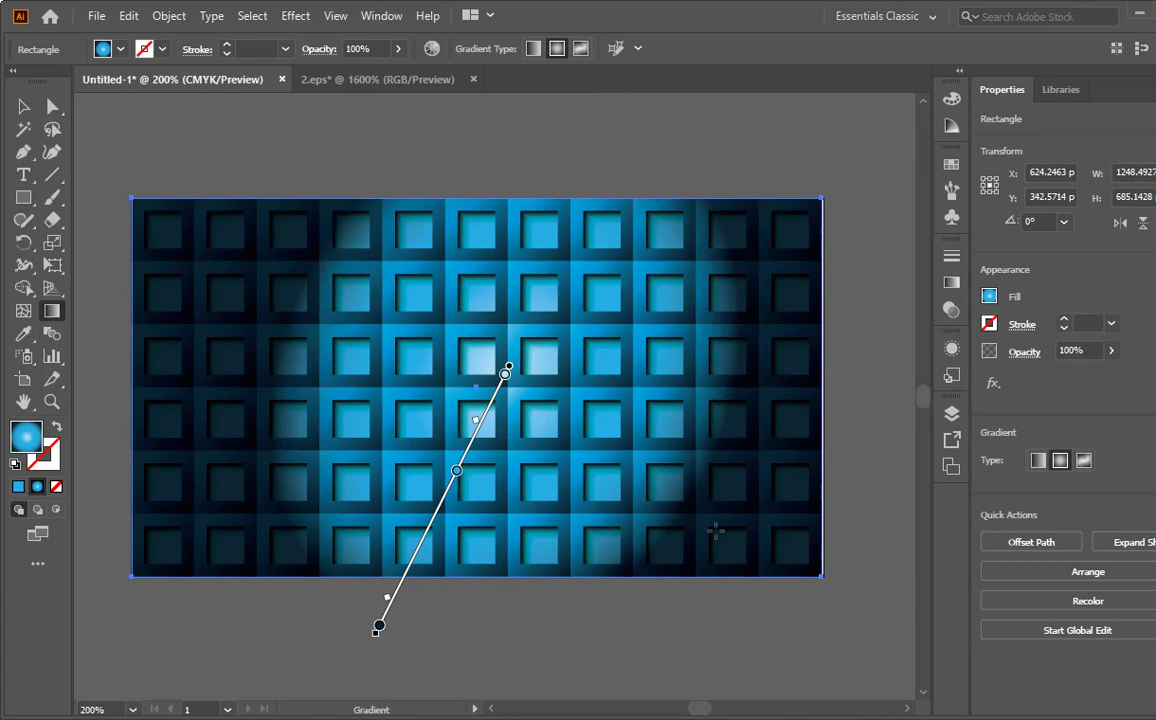 Ai File Edit Object Type Select Effect View Window Help Essentials Classic Search Adobe Stock
Rectangle Stroke: Opacity: 100% Gradient Type:
Untitled-1* @ 200% (CMYK/Preview) × 2.eps* @ 1600% (RGB/Preview) ×
Properties Libraries
Rectangle
Transform
X: 624.2463 p W: 1248.4927
Y: 342.5714 p H: 685.1428 p
0°
Appearance
Fill
Stroke
Opacity 100%
fx.
Gradient
Type:
Quick Actions
Offset Path Expand Sh
Arrange
Recolor
Start Global Edit
200% 1 Gradient